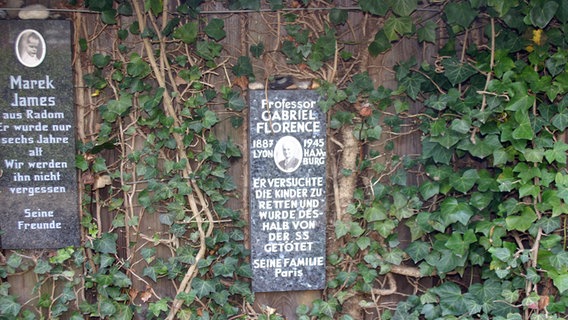 Marek
James
aus Radom
Er wurde nur
sechs Jahre
alt
Wir werden
ihn nicht
vergessen
Seine
Freunde
Professor
GABRIEL
FLORENCE
1887 1945
LYON HAM
BURG
ER VERSUCHTE
DIE KINDER ZU
RETTEN UND
WURDE DES-
HALB VON
DER SS
GETÖTET
SEINE FAMILIE
Paris